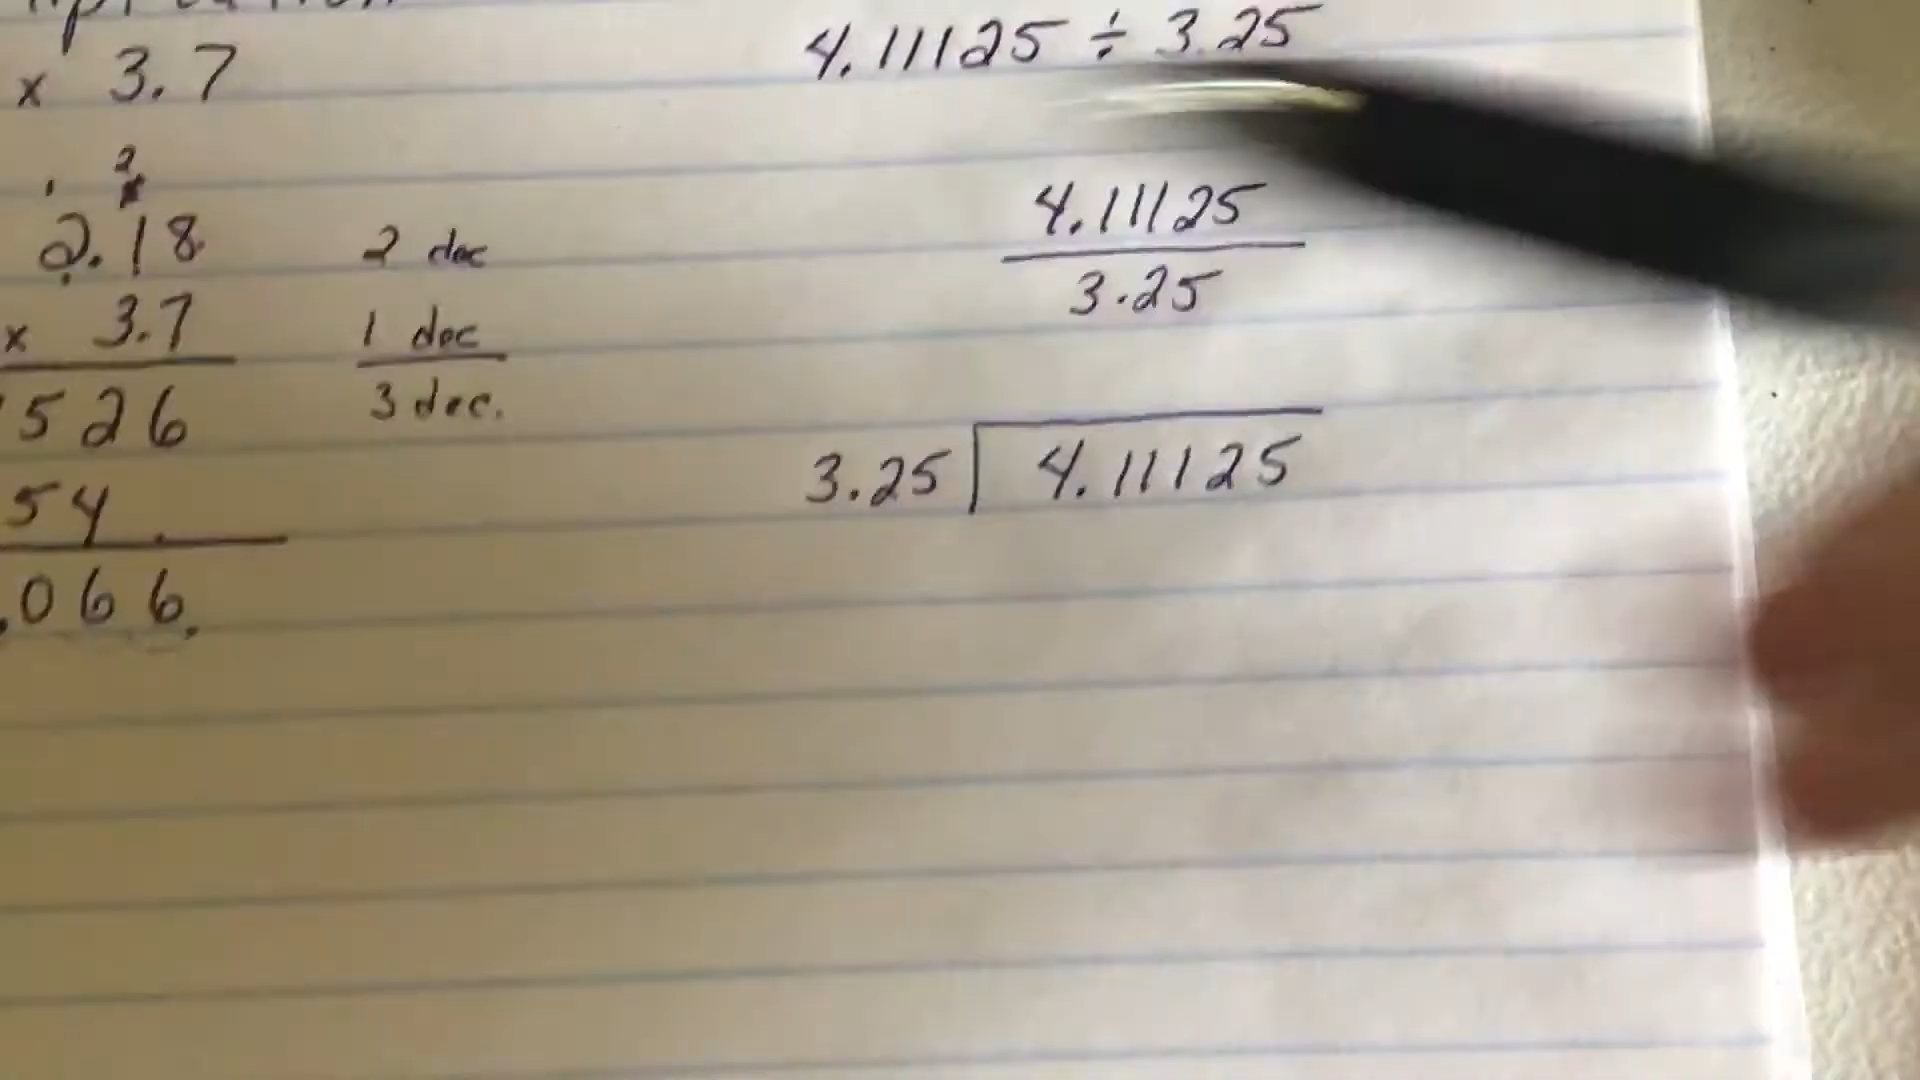 x 3.7
2
2.18 2 dec
x 3.7 1 dec
526 3 dec.
54
.066.
4.11125 ÷ 3.25
4.11125
3.25
3.25 4.11125